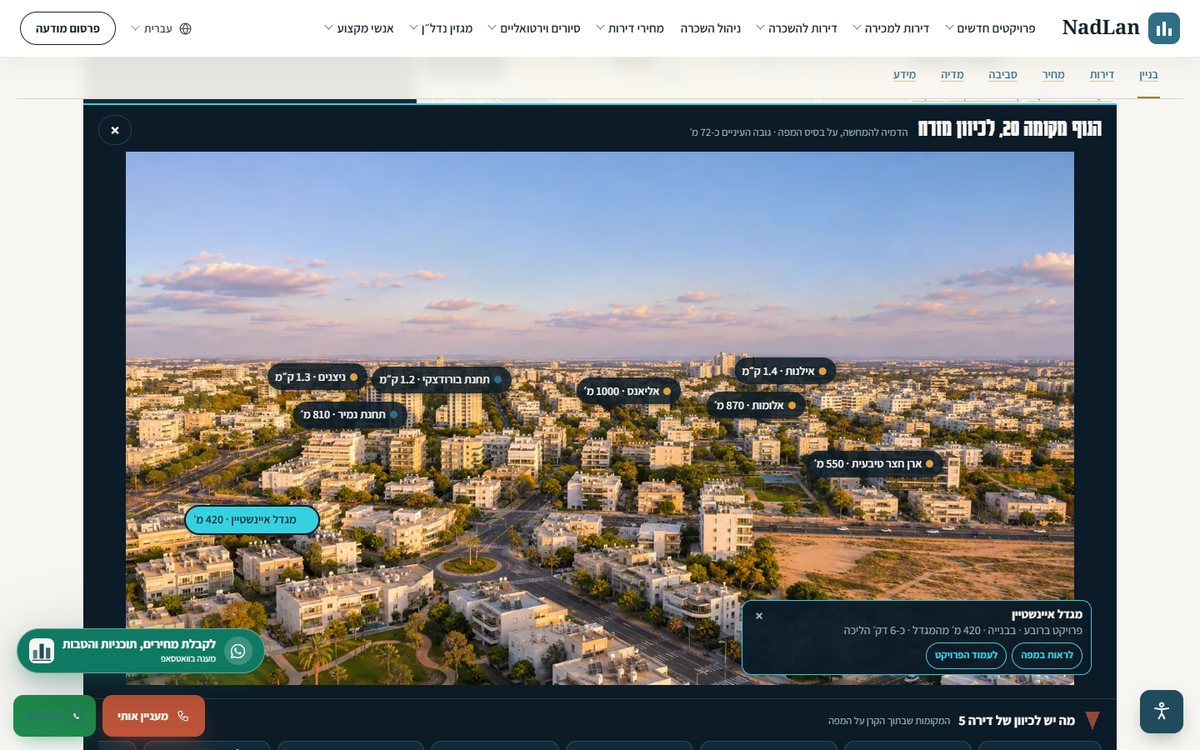 NadLan
פרויקטים חדשים
דירות למכירה
דירות להשכרה
ניהול השכרה
מחירי דירות
סיורים וירטואליים
מגזין נדל״ן
אנשי מקצוע
עברית
פרסום מודעה
בניין
דירות
מחיר
סביבה
מדיה
מידע
הנוף מקומה 20, לכיוון מזרח
הדמיה להמחשה, על בסיס המפה · גובה העיניים כ-72 מ׳
אילנות · 1.4 ק״מ
ניצנים · 1.3 ק״מ
תחנת בורודצקי · 1.2 ק״מ
אליאנס · 1000 מ׳
אלומות · 870 מ׳
תחנת נמיר · 810 מ׳
ארן חצר טיבעית · 550 מ׳
מגדל איינשטיין · 420 מ׳
מגדל איינשטיין
פרויקט ברובע · בבנייה · 420 מ׳ מהמגדל · כ-6 דק׳ הליכה
לראות במפה
לעמוד הפרויקט
לקבלת מחירים, תוכניות והטבות
מענה בוואטסאפ
מעניין אותי
מה יש לכיוון של דירה 5
המקומות שבתוך הקרן על המפה